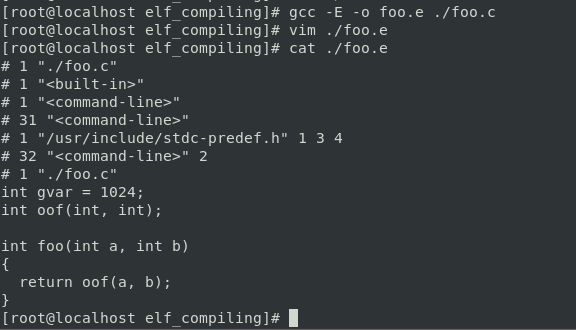 [root@localhost elf_compiling]# gcc -E -o foo.e ./foo.c
[root@localhost elf_compiling]# vim ./foo.e
[root@localhost elf_compiling]# cat ./foo.e
# 1 "./foo.c"
# 1 "<built-in>"
# 1 "<command-line>"
# 31 "<command-line>"
# 1 "/usr/include/stdc-predef.h" 1 3 4
# 32 "<command-line>" 2
# 1 "./foo.c"
int gvar = 1024;
int oof(int, int);

int foo(int a, int b)
{
  return oof(a, b);
}
[root@localhost elf_compiling]#